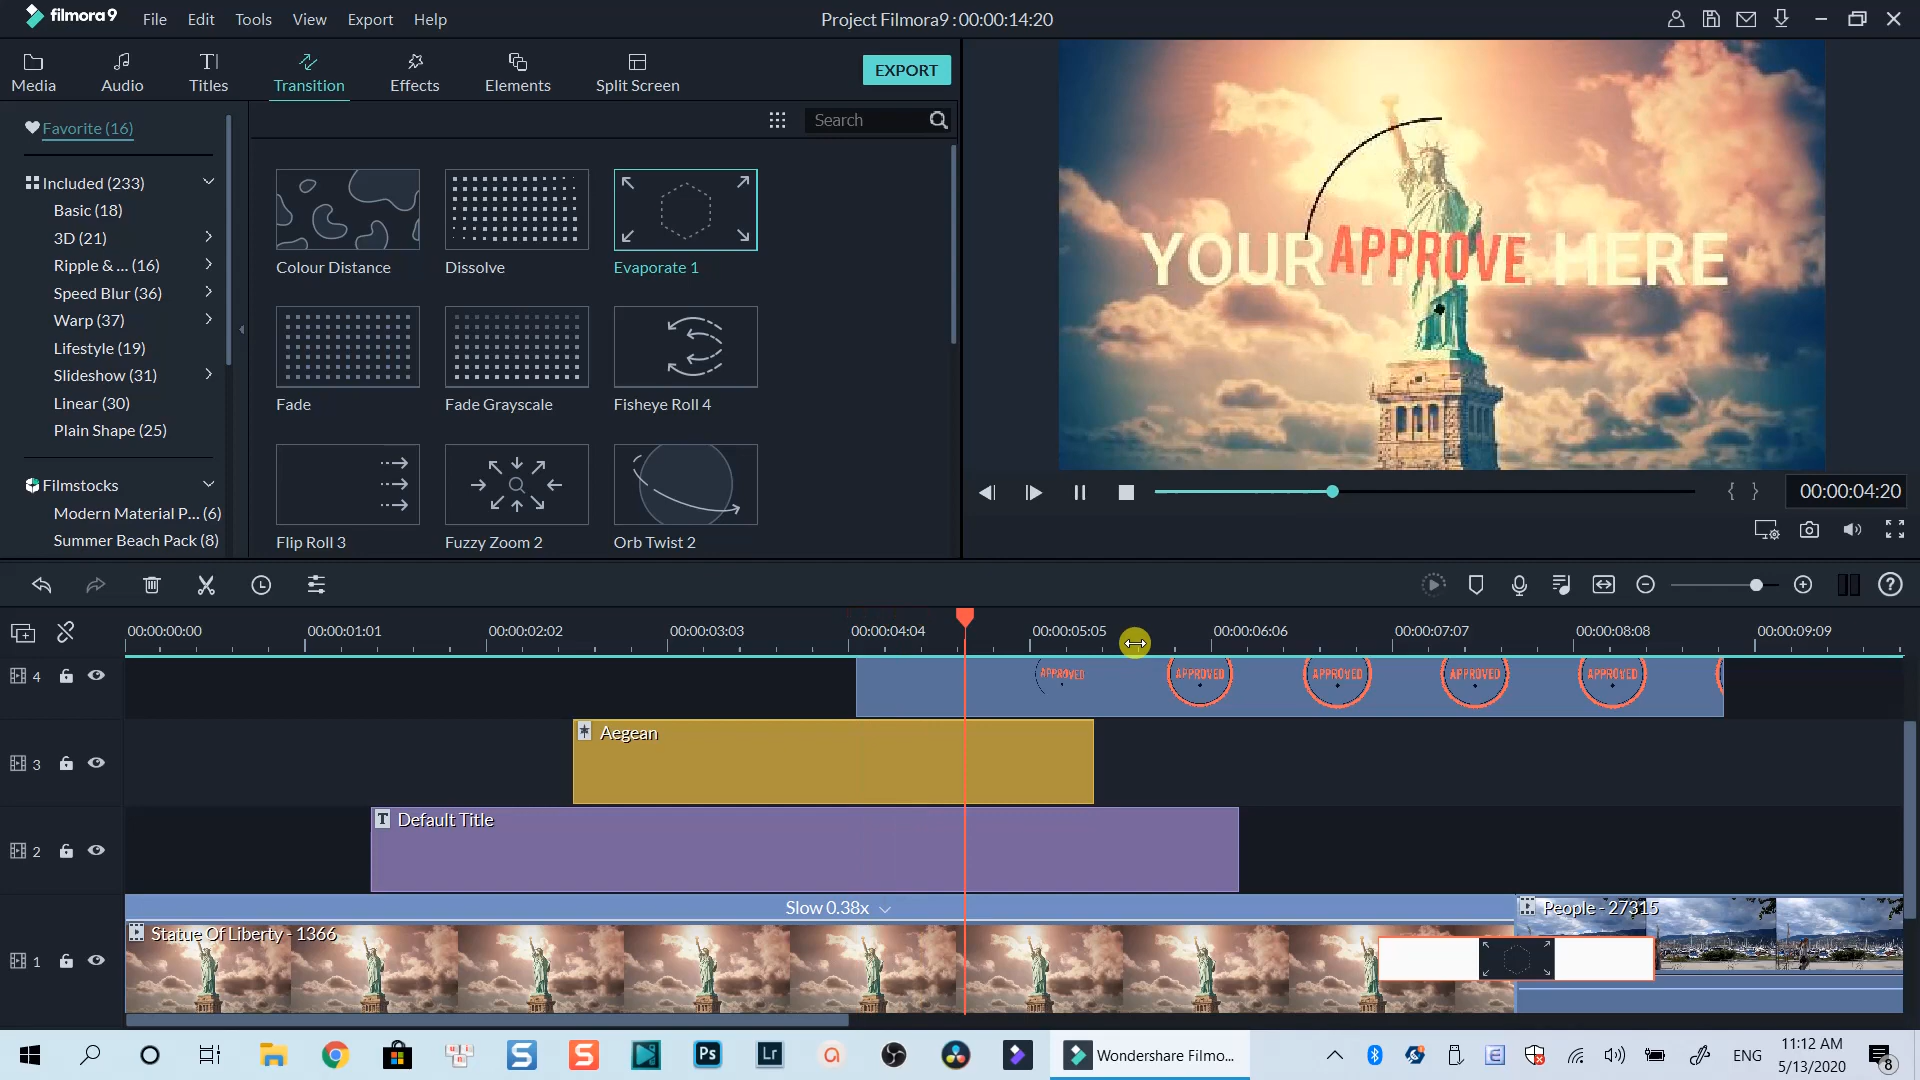 filmora9 File Edit Tools View Export Help Project Filmora9 : 00:00:14:20
Media Audio Titles Transition Effects Elements Split Screen EXPORT
Favorite (16)
Search
Included (233)
Basic (18)
3D (21)
Ripple & ... (16)
Speed Blur (36)
Warp (37)
Lifestyle (19)
Slideshow (31)
Linear (30)
Plain Shape (25)
Filmstocks
Modern Material P... (6)
Summer Beach Pack (8)
Colour Distance Dissolve Evaporate 1
Fade Fade Grayscale Fisheye Roll 4
Flip Roll 3 Fuzzy Zoom 2 Orb Twist 2
YOUR APPROVE HERE
00:00:04:20
00:00:00:00 00:00:01:01 00:00:02:02 00:00:03:03 00:00:04:04 00:00:05:05 00:00:06:06 00:00:07:07 00:00:08:08 00:00:09:09
4 APPROVED APPROVED APPROVED APPROVED APPROVED
3 Aegean
2 T Default Title
Slow 0.38x
Statue Of Liberty - 1366 People - 27315
1
Ps Lr Wondershare Filmo... ENG 11:12 AM
5/13/2020 8